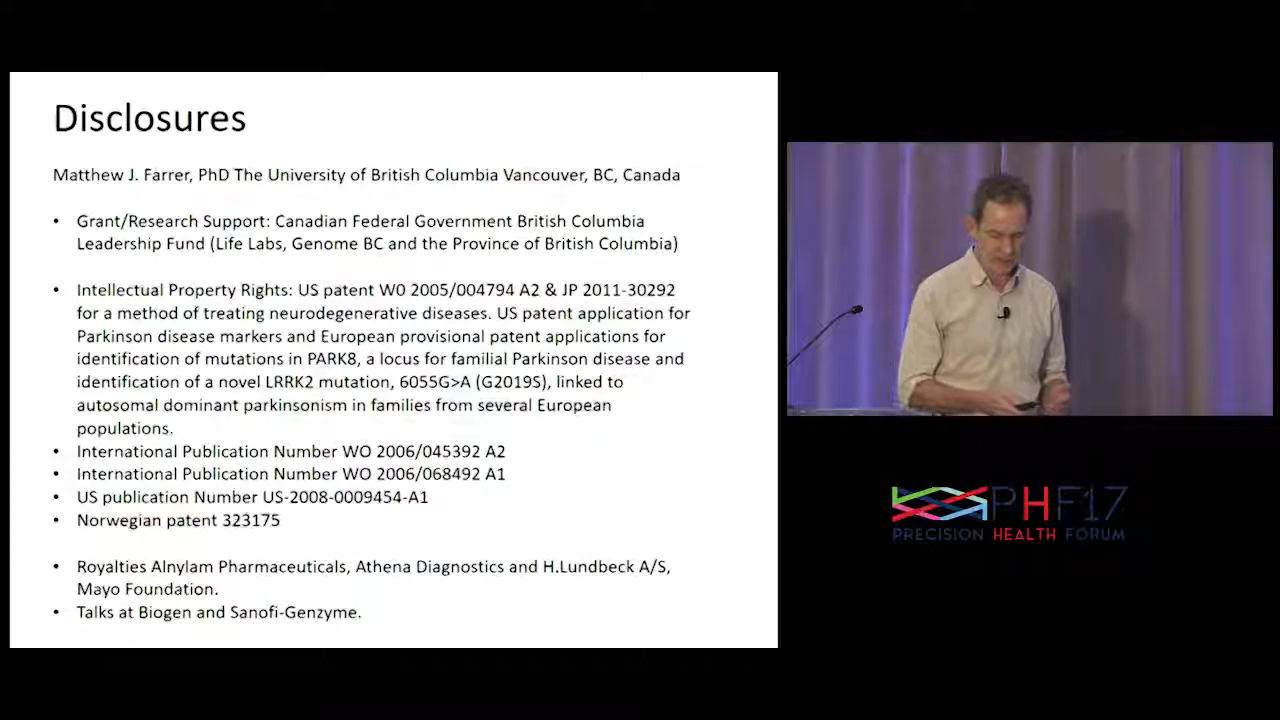 Disclosures
Matthew J. Farrer, PhD The University of British Columbia Vancouver, BC, Canada
• Grant/Research Support: Canadian Federal Government British Columbia
Leadership Fund (Life Labs, Genome BC and the Province of British Columbia)
• Intellectual Property Rights: US patent W0 2005/004794 A2 & JP 2011-30292
for a method of treating neurodegenerative diseases. US patent application for
Parkinson disease markers and European provisional patent applications for
identification of mutations in PARK8, a locus for familial Parkinson disease and
identification of a novel LRRK2 mutation, 6055G>A (G2019S), linked to
autosomal dominant parkinsonism in families from several European
populations.
• International Publication Number WO 2006/045392 A2
• International Publication Number WO 2006/068492 A1
• US publication Number US-2008-0009454-A1
• Norwegian patent 323175
• Royalties Alnylam Pharmaceuticals, Athena Diagnostics and H.Lundbeck A/S,
Mayo Foundation.
• Talks at Biogen and Sanofi-Genzyme.
PHF17
PRECISION HEALTH FORUM